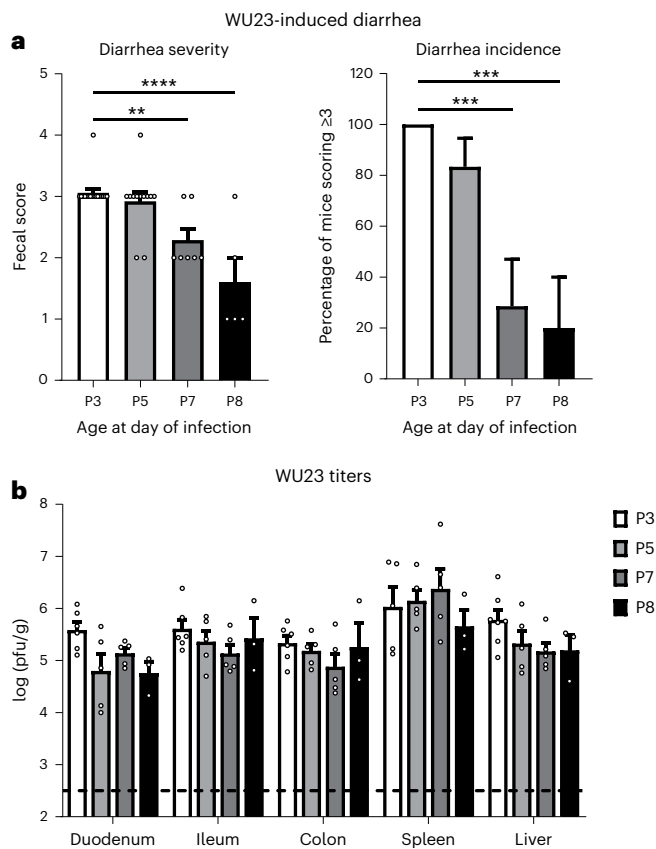 WU23-induced diarrhea
a
Diarrhea severity
Diarrhea incidence
5
4
3
2
1
0
Fecal score
****
**
P3 P5 P7 P8
Age at day of infection
120
100
80
60
40
20
0
Percentage of mice scoring ≥3
***
***
P3 P5 P7 P8
Age at day of infection
b
WU23 titers
8
7
6
5
4
3
2
log (pfu/g)
Duodenum Ileum Colon Spleen Liver
P3
P5
P7
P8